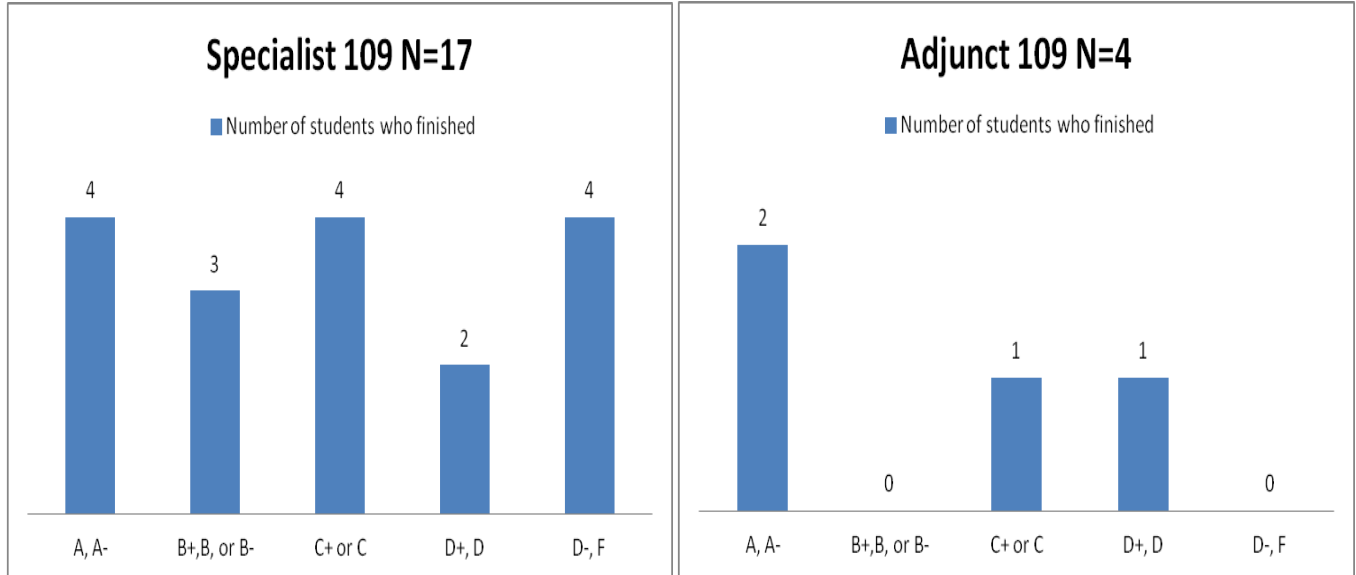 Specialist 109 N=17
Number of students who finished
4
3
4
2
4
A, A-
B+,B, or B-
C+ or C
D+, D
D-, F
Adjunct 109 N=4
Number of students who finished
2
0
1
1
0
A, A-
B+,B, or B-
C+ or C
D+, D
D-, F